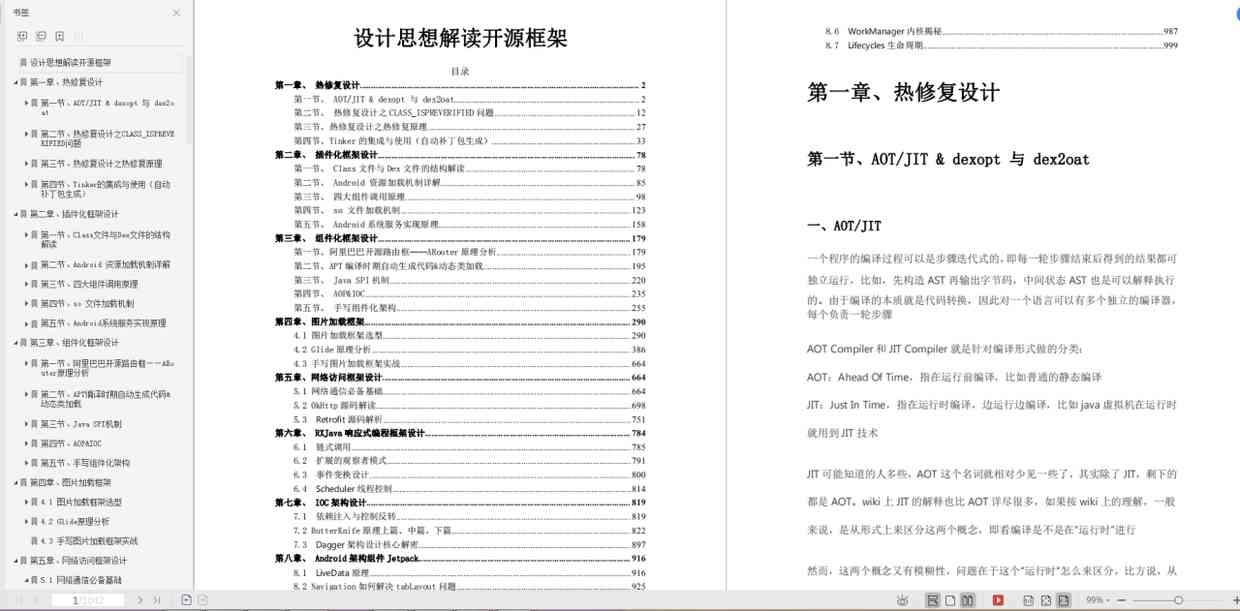 书签
设计思想解读开源框架
第一章、热修复设计
第一节、AOT/JIT & dexopt 与 dex2o
at
第二节、热修复设计之CLASS_ISPREVE
RIFIED问题
第三节、热修复设计之热修复原理
第四节、Tinker的集成与使用（自动
补丁包生成）
第二章、插件化框架设计
第一节、Class文件与Dex文件的结构
解读
第二节、Android 资源加载机制详解
第三节、四大组件调用原理
第四节、so 文件加载机制
第五节、Android系统服务实现原理
第三章、组件化框架设计
第一节、阿里巴巴开源路由框——ARo
uter原理分析
第二节、APT编译时期自动生成代码&
动态类加载
第三节、Java SPI机制
第四节、AOP&IOC
第五节、手写组件化架构
第四章、图片加载框架
4.1 图片加载框架选型
4.2 Glide原理分析
4.3 手写图片加载框架实战
第五章、网络访问框架设计
5.1 网络通信必备基础
设计思想解读开源框架
目录
第一章、 热修复设计 2
第一节、 AOT/JIT & dexopt 与 dex2oat 2
第二节、 热修复设计之 CLASS_ISPREVERIFIED 问题 12
第三节、热修复设计之热修复原理 27
第四节、Tinker 的集成与使用（自动补丁包生成） 33
第二章、 插件化框架设计 78
第一节、 Class 文件与 Dex 文件的结构解读 78
第二节、 Android 资源加载机制详解 85
第三节、 四大组件调用原理 98
第四节、 so 文件加载机制 123
第五节、 Android 系统服务实现原理 158
第三章、 组件化框架设计 179
第一节、阿里巴巴开源路由框——ARouter 原理分析 179
第二节、APT 编译时期自动生成代码&动态类加载 195
第三节、 Java SPI 机制 220
第四节、 AOP&IOC 235
第五节、 手写组件化架构 255
第四章、图片加载框架 290
4.1 图片加载框架选型 290
4.2 Glide 原理分析 386
4.3 手写图片加载框架实战 664
第五章、网络访问框架设计 664
5.1 网络通信必备基础 664
5.2 OkHttp 源码解读 698
5.3 Retrofit 源码解析 751
第六章、 RXJava 响应式编程框架设计 784
6.1 链式调用 785
6.2 扩展的观察者模式 791
6.3 事件变换设计 800
6.4 Scheduler 线程控制 814
第七章、 IOC 架构设计 819
7.1 依赖注入与控制反转 819
7.2 ButterKnife 原理上篇、中篇、下篇 822
7.3 Dagger 架构设计核心解密 897
第八章、 Android 架构组件 Jetpack 916
8.1 LiveData 原理 916
8.2 Navigation 如何解决 tabLayout 问题 925
8.6 WorkManager 内核揭秘 987
8.7 Lifecycles 生命周期 999
第一章、热修复设计
第一节、AOT/JIT & dexopt 与 dex2oat
一、AOT/JIT
一个程序的编译过程可以是步骤迭代式的，即每一轮步骤结束后得到的结果都可
独立运行，比如，先构造 AST 再输出字节码，中间状态 AST 也是可以解释执行
的。由于编译的本质就是代码转换，因此对一个语言可以有多个独立的编译器，
每个负责一轮步骤
AOT Compiler 和 JIT Compiler 就是针对编译形式做的分类：
AOT：Ahead Of Time，指在运行前编译，比如普通的静态编译
JIT：Just In Time，指在运行时编译，边运行边编译，比如 java 虚拟机在运行时
就用到 JIT 技术
JIT 可能知道的人多些，AOT 这个名词就相对少见一些了，其实除了 JIT，剩下的
都是 AOT。wiki 上 JIT 的解释也比 AOT 详尽很多，如果按 wiki 上的理解，一般
来说，是从形式上来区分这两个概念，即看编译是不是在“运行时”进行
然而，这两个概念又有模糊性，问题在于这个“运行时”怎么来区分，比方说，从
1/1042
99%